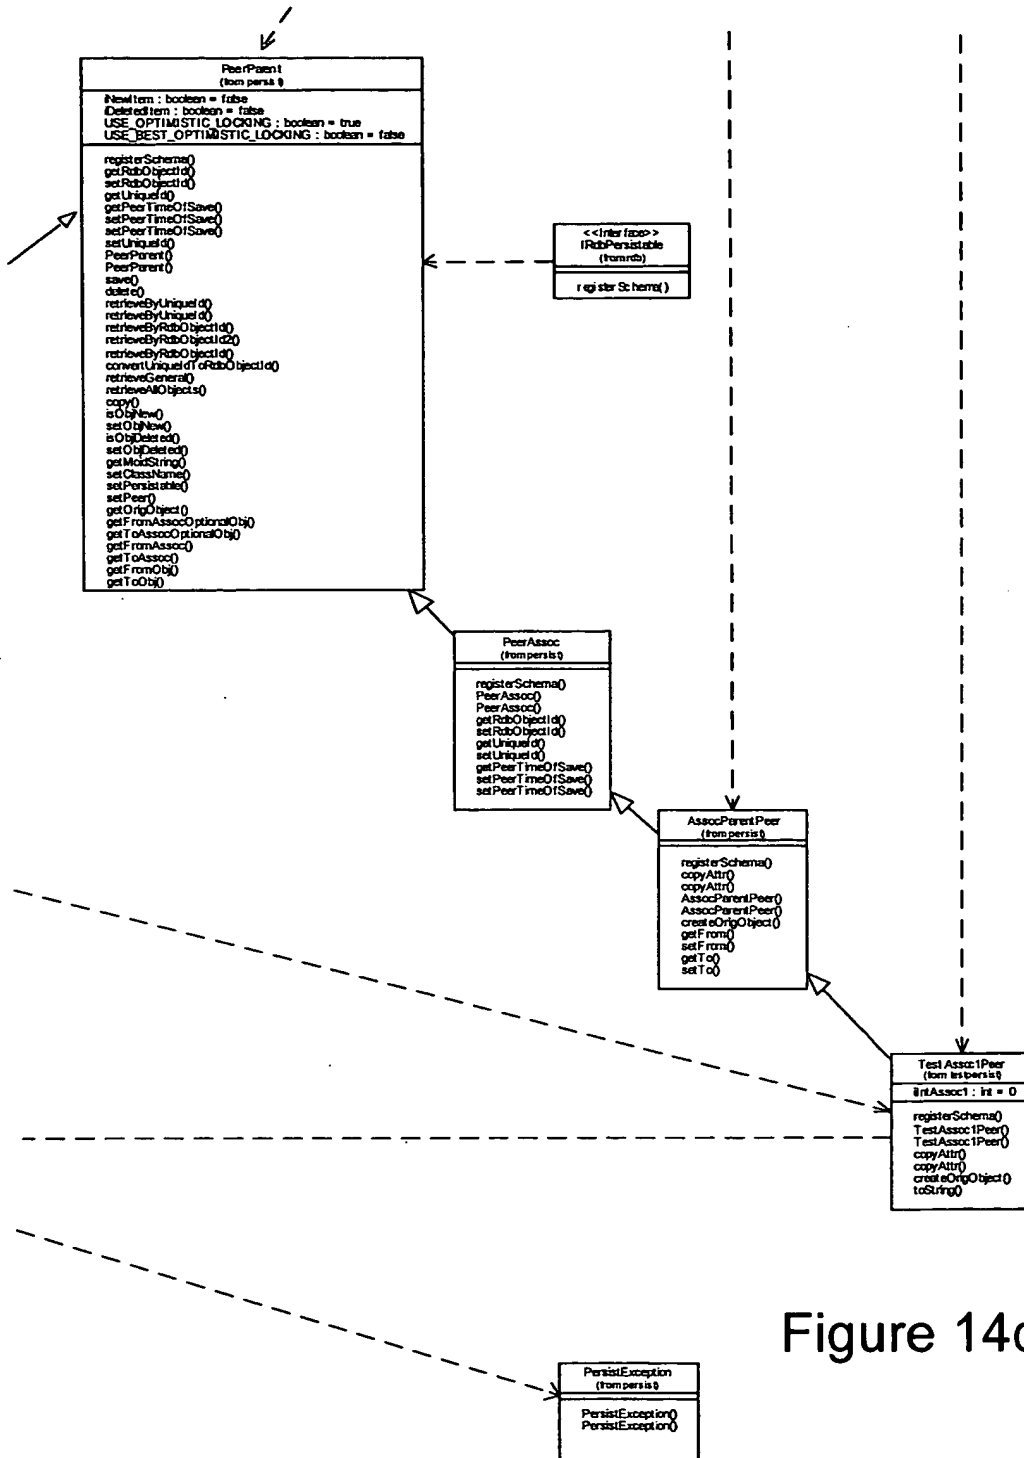 PeerParent
(from persist)
iNewItem : boolean = false
iDeletedItem : boolean = false
USE_OPTIMISTIC_LOCKING : boolean = true
USE_BEST_OPTIMISTIC_LOCKING : boolean = false
registerSchema()
getRdbObjectId()
setRdbObjectId()
getUniqueId()
getPeerTimeOfSave()
setPeerTimeOfSave()
setPeerTimeOfSave()
setUniqueId()
PeerParent()
PeerParent()
save()
delete()
retrieveByUniqueId()
retrieveByUniqueId()
retrieveByRdbObjectId()
retrieveByRdbObjectId2()
retrieveByRdbObjectId()
convertUniqueIdToRdbObjectId()
retrieveGeneral()
retrieveAllObjects()
copy()
isObjNew()
setObjNew()
isObjDeleted()
setObjDeleted()
getMoidString()
setClassName()
setPersistable()
setPeer()
getOrigObject()
getFromAssocOptionalObj()
getToAssocOptionalObj()
getFromAssoc()
getToAssoc()
getFromObj()
getToObj()
<<Interface>>
IRdbPersistable
(from rdb)
registerSchema()
PeerAssoc
(from persist)
registerSchema()
PeerAssoc()
PeerAssoc()
getRdbObjectId()
setRdbObjectId()
getUniqueId()
setUniqueId()
getPeerTimeOfSave()
setPeerTimeOfSave()
setPeerTimeOfSave()
AssocParentPeer
(from persist)
registerSchema()
copyAttr()
copyAttr()
AssocParentPeer()
AssocParentPeer()
createOrigObject()
getFrom()
setFrom()
getTo()
setTo()
TestAssoc1Peer
(from testpersist)
iIntAssoc1 : int = 0
registerSchema()
TestAssoc1Peer()
TestAssoc1Peer()
copyAttr()
copyAttr()
createOrigObject()
toString()
Figure 14
PersistException
(from persist)
PersistException()
PersistException()